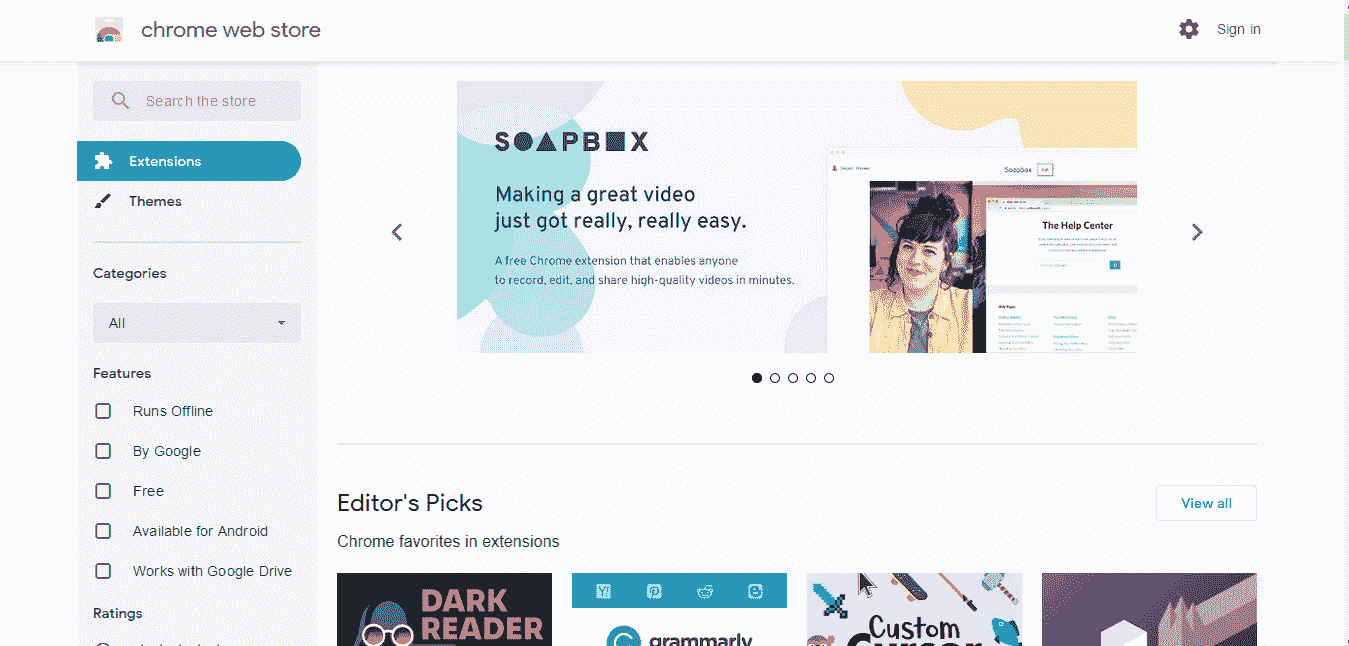 chrome web store
Sign in
Search the store
Extensions
Themes
Categories
All
Features
Runs Offline
By Google
Free
Available for Android
Works with Google Drive
Ratings
SOAPBOX
Making a great video
just got really, really easy.
A free Chrome extension that enables anyone
to record, edit, and share high-quality videos in minutes.
Soapbox
The Help Center
Editor's Picks
View all
Chrome favorites in extensions
DARK
READER
grammarly
Custom
Cursor